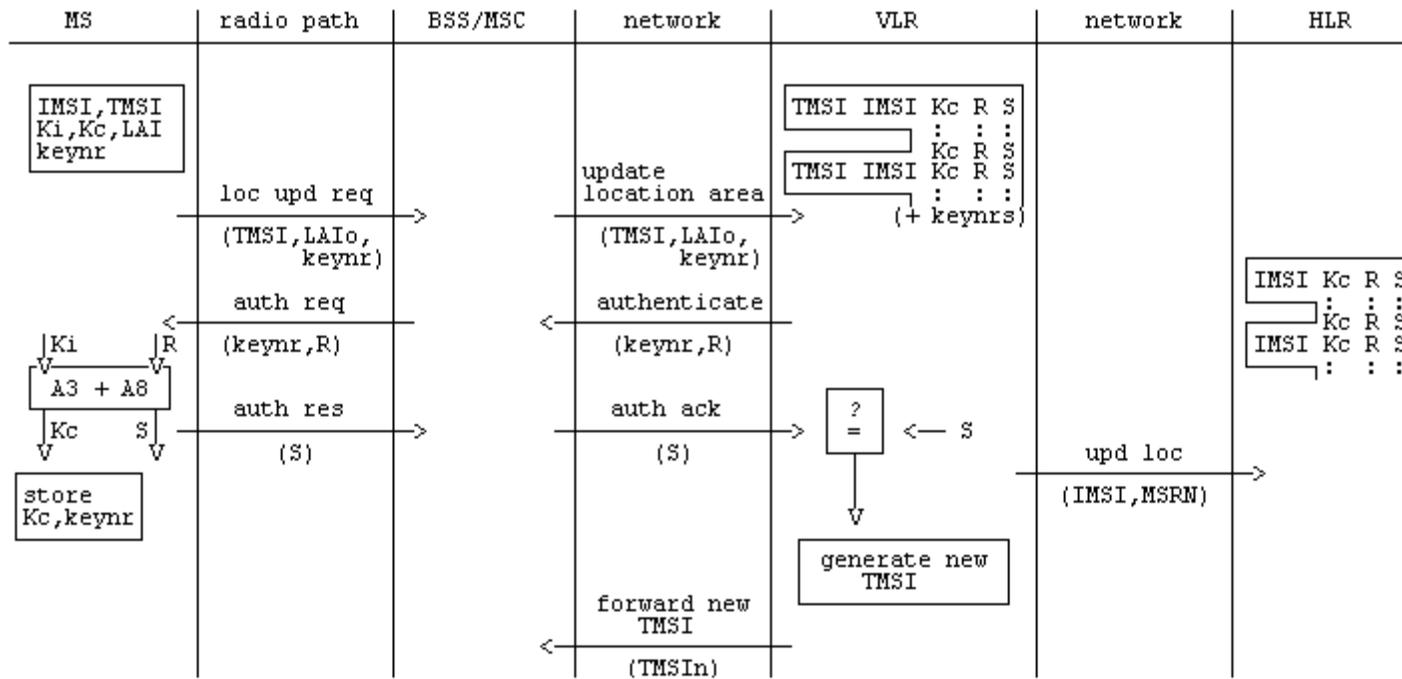 MS radio path BSS/MSC network VLR network HLR
IMSI,TMSI
Ki,Kc,LAI
keynr
TMSI IMSI Kc R S
: : :
Kc R S
TMSI IMSI Kc R S
: : :
(+ keynrs)
loc upd req
(TMSI,LAIo,
keynr)
update
location area
(TMSI,LAIo,
keynr)
IMSI Kc R S
: : :
Kc R S
IMSI Kc R S
: : :
auth req
(keynr,R)
authenticate
(keynr,R)
Ki R
A3 + A8
Kc S
auth res
(S)
auth ack
(S)
?
=
S
upd loc
(IMSI,MSRN)
store
Kc,keynr
generate new
TMSI
forward new
TMSI
(TMSIn)